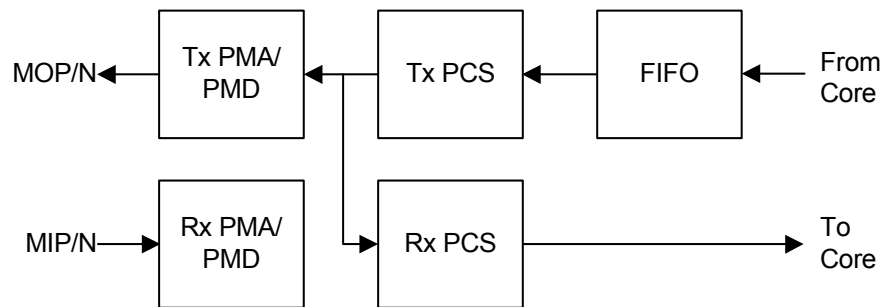 MOP/N
Tx PMA/
PMD
Tx PCS
FIFO
From
Core
MIP/N
Rx PMA/
PMD
Rx PCS
To
Core